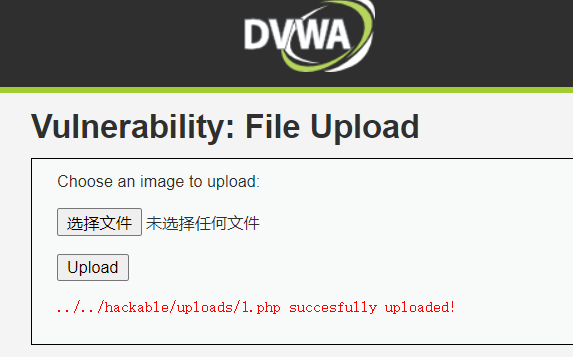 DVWA
Vulnerability: File Upload
Choose an image to upload:
选择文件 未选择任何文件
Upload
../../hackable/uploads/1.php succesfully uploaded!